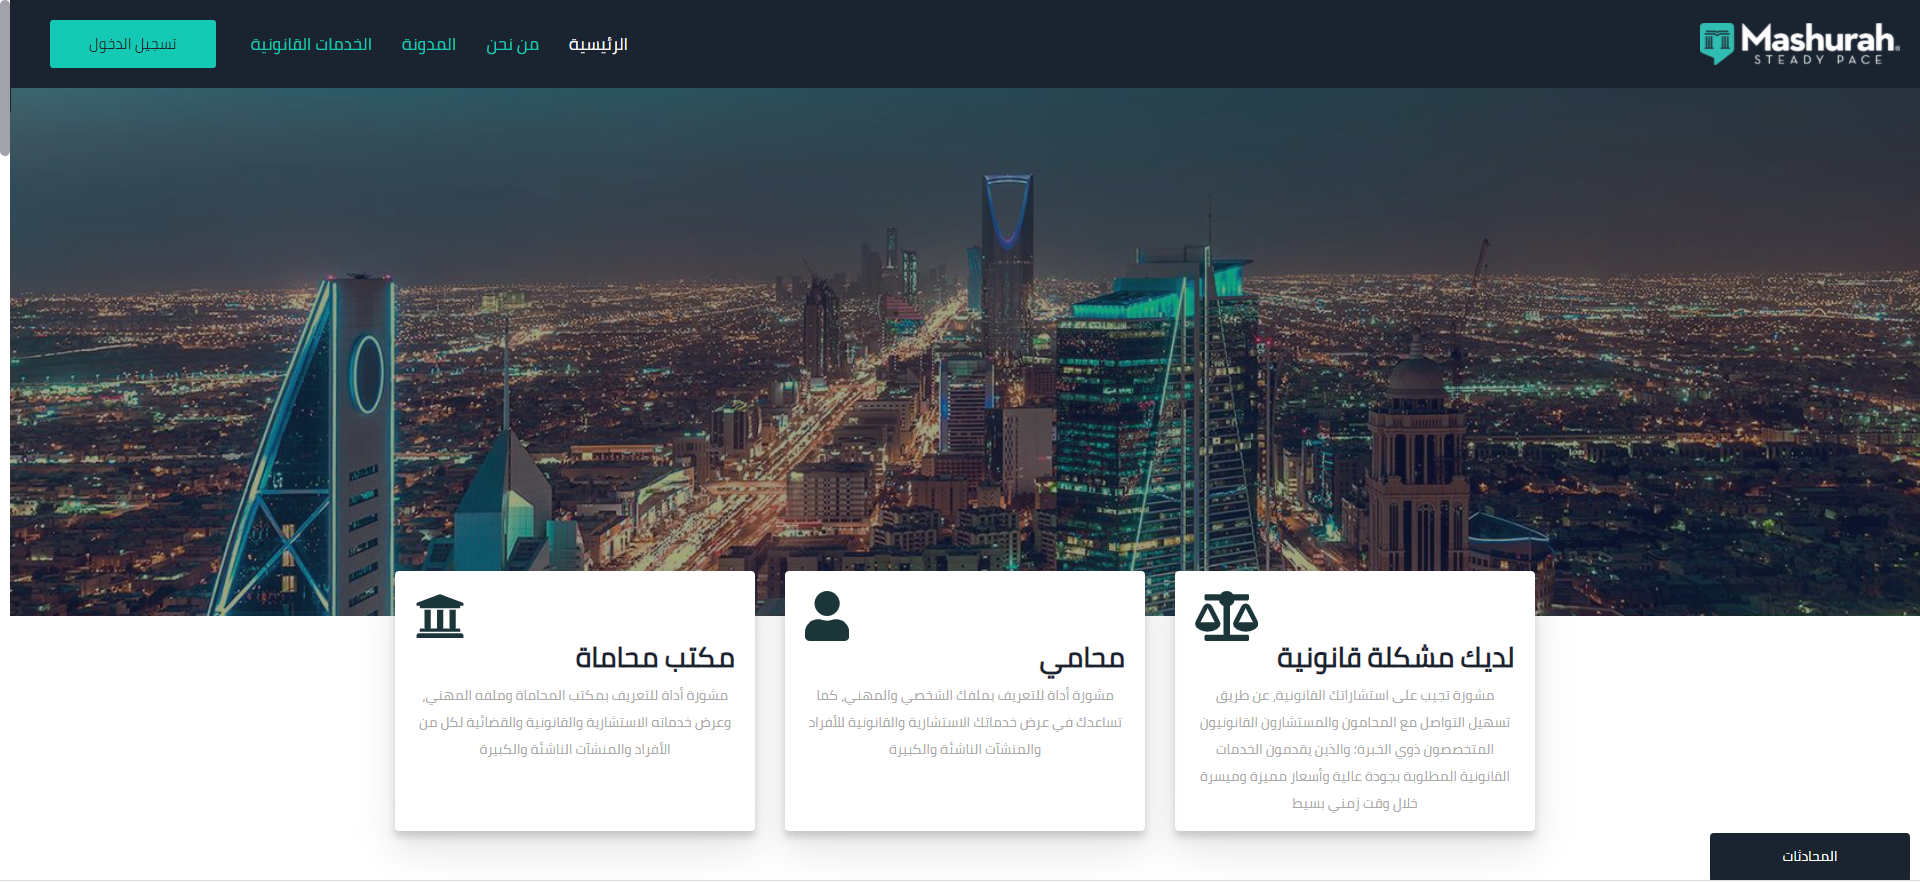 Mashurah
STEADY PACE
الرئيسية
من نحن
المدونة
الخدمات القانونية
تسجيل الدخول
لديك مشكلة قانونية
مشورة تجيب على استشاراتك القانونية، عن طريق
تسهيل التواصل مع المحامون والمستشارون القانونيون
المتخصصون ذوي الخبرة؛ والذين يقدمون الخدمات
القانونية المطلوبة بجودة عالية وأسعار مميزة وميسرة
خلال وقت زمني بسيط
محامي
مشورة أداة للتعريف بملفك الشخصي والمهني، كما
تساعدك في عرض خدماتك الاستشارية والقانونية للأفراد
والمنشآت الناشئة والكبيرة
مكتب محاماة
مشورة أداة للتعريف بمكتب المحاماة وملفه المهني،
وعرض خدماته الاستشارية والقانونية والقضائية لكل من
الأفراد والمنشآت الناشئة والكبيرة
المحادثات